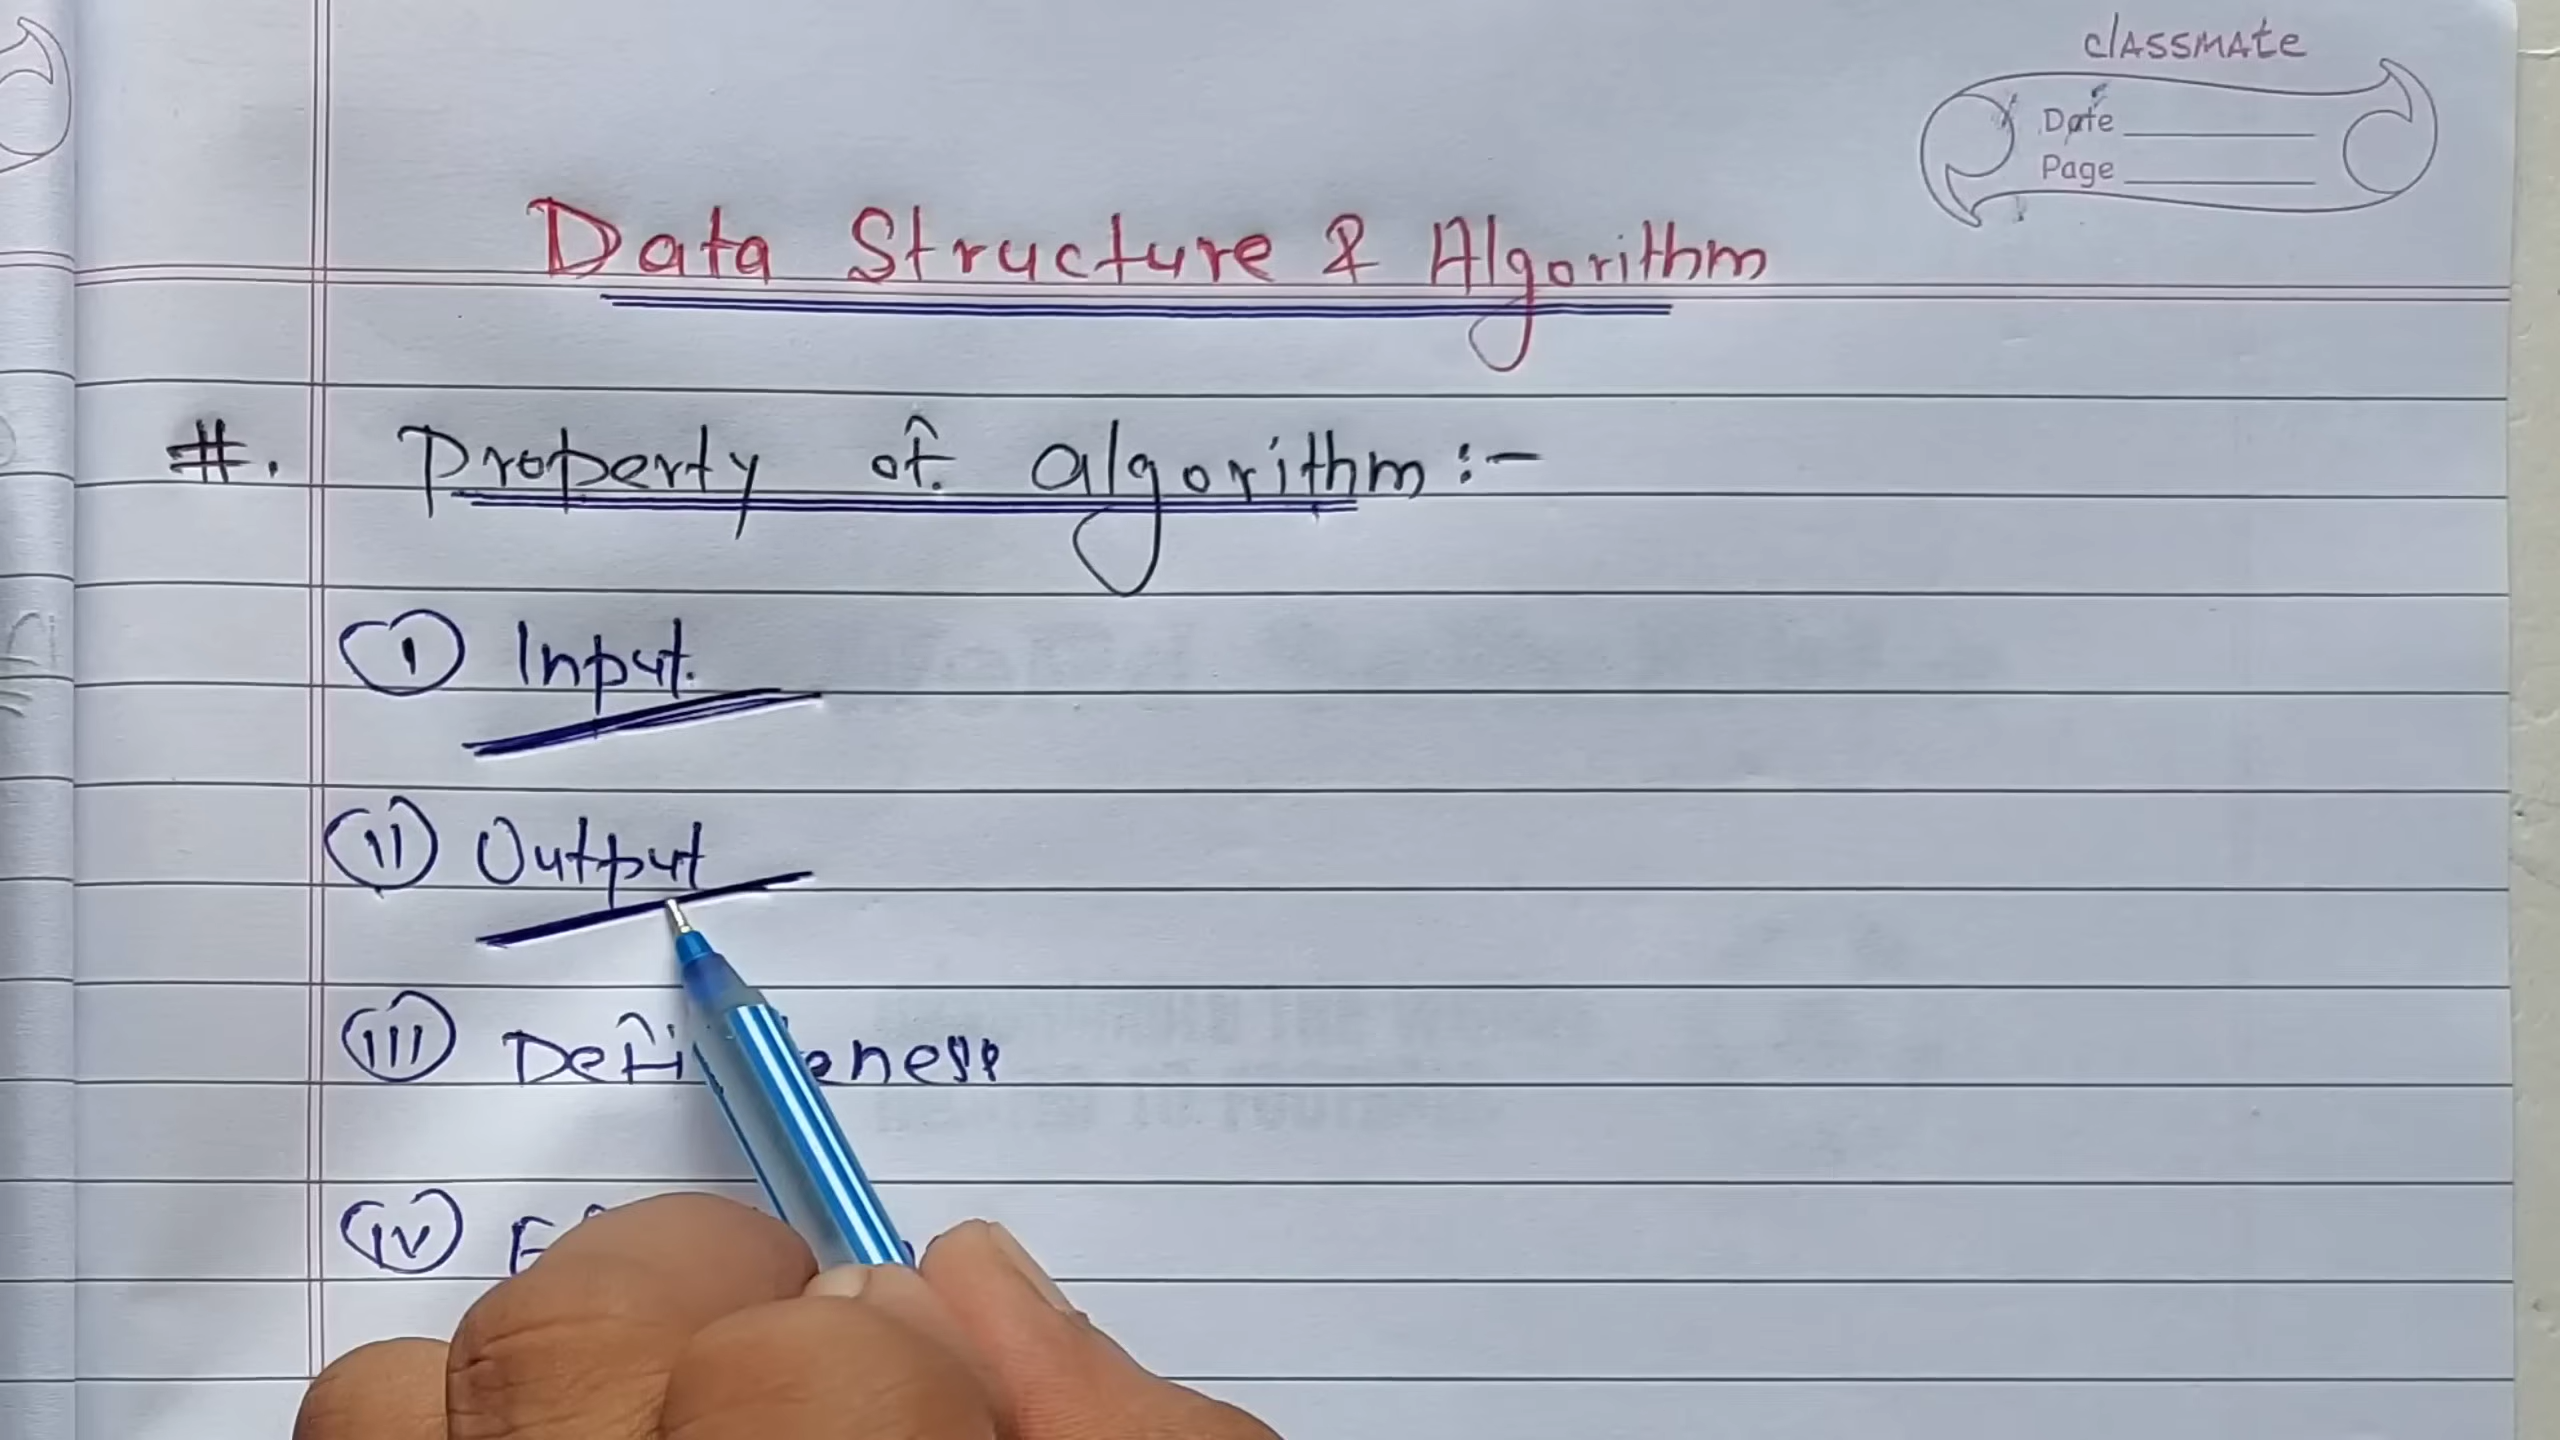 classmate
Date
Page
Data Structure & Algorithm
#. Property of algorithm :-
(i) Input.
(ii) Output
(iii)
(iv)